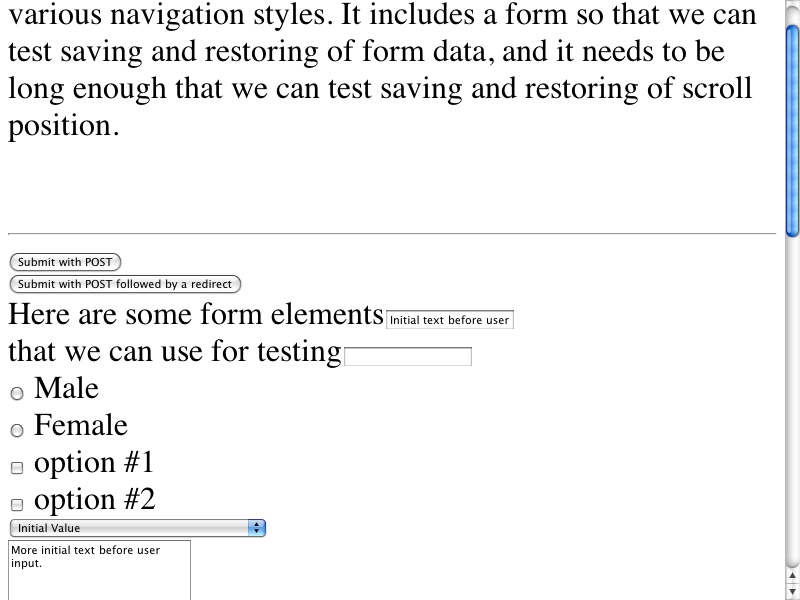 various navigation styles. It includes a form so that we can
test saving and restoring of form data, and it needs to be
long enough that we can test saving and restoring of scroll
position.
Submit with POST
Submit with POST followed by a redirect
Here are some form elements Initial text before user
that we can use for testing
Male
Female
option #1
option #2
Initial Value
More initial text before user
input.